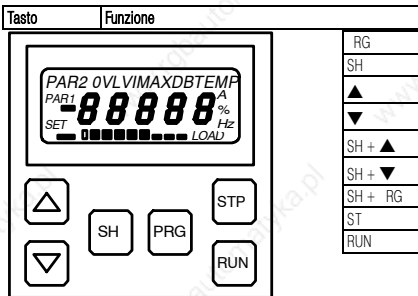 Tasto Funzione
PAR2 0VLVIMAXDBTEMP
PAR1 -88888 A
%
SET Hz
LOAD
SH PRG STP
RUN
RG
SH
▲
▼
SH + ▲
SH + ▼
SH + RG
ST
RUN